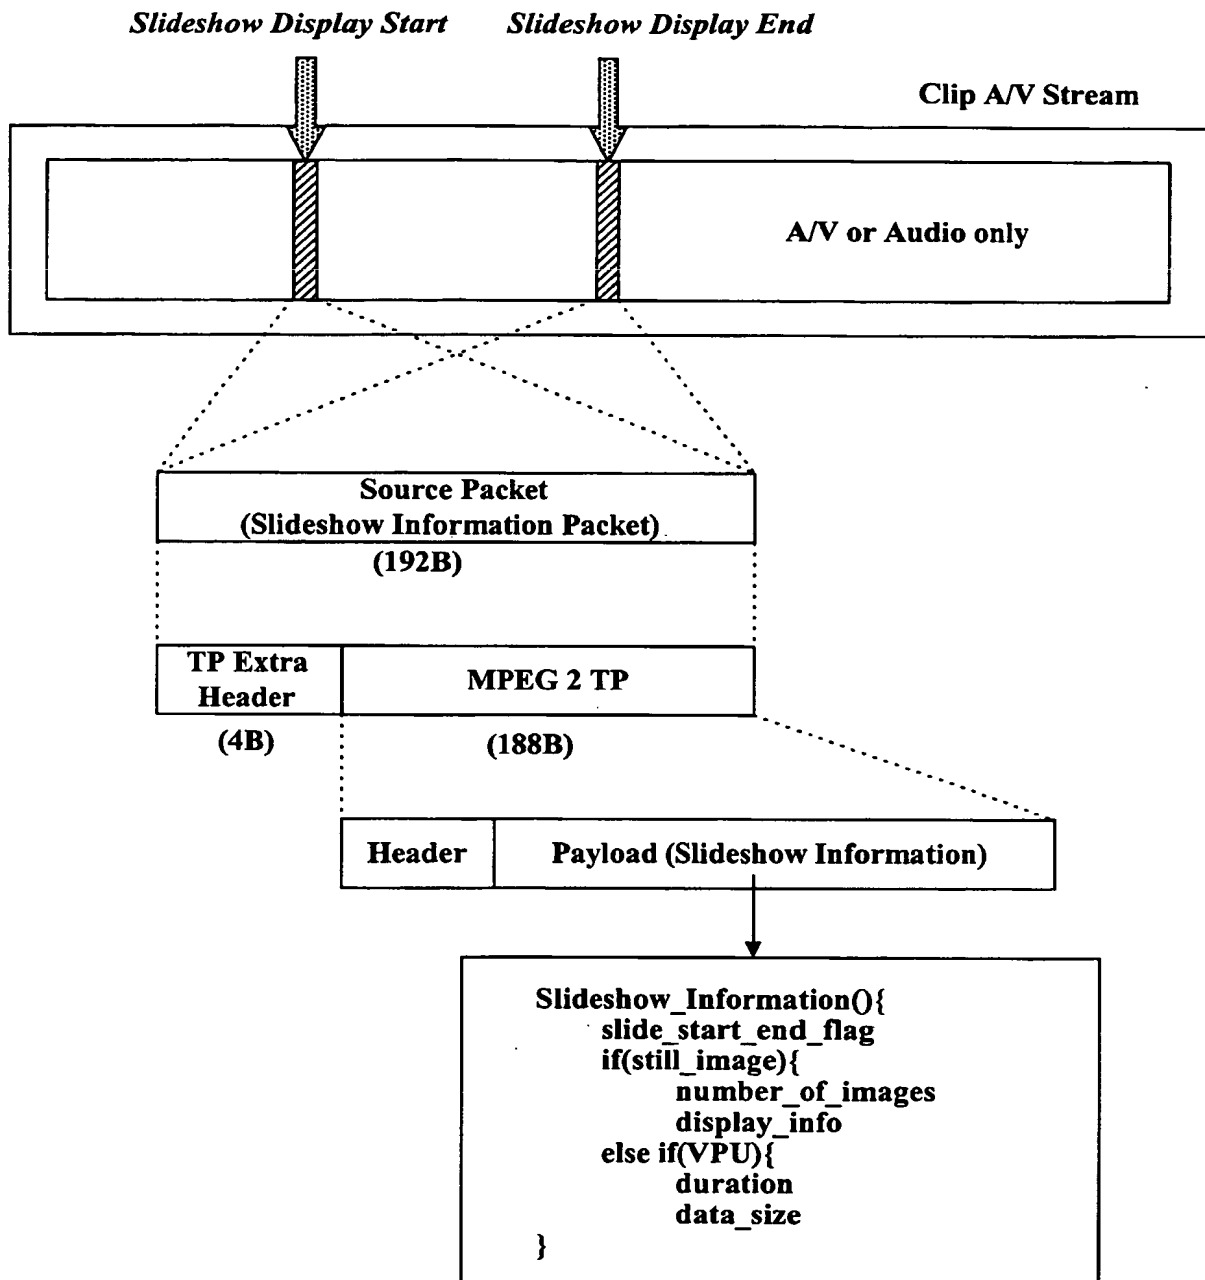 Slideshow Display Start
Slideshow Display End
Clip A/V Stream
A/V or Audio only
Source Packet
(Slideshow Information Packet)
(192B)
TP Extra
Header
MPEG 2 TP
(4B)
(188B)
Header
Payload (Slideshow Information)
Slideshow_Information(){
slide_start_end_flag
if(still_image){
number_of_images
display_info
else if(VPU){
duration
data_size
}